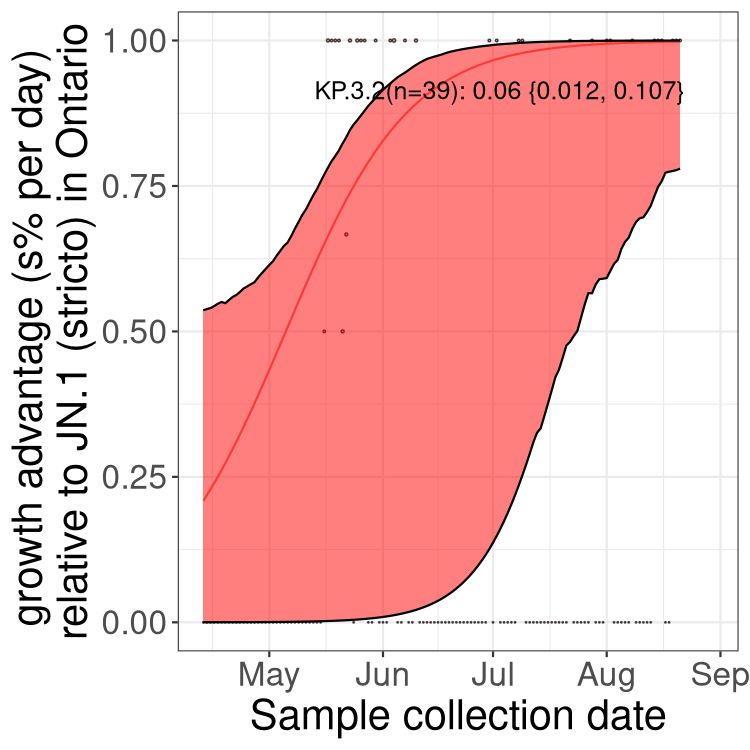 growth advantage (s% per day)
relative to JN.1 (stricto) in Ontario
1.00
0.75
0.50
0.25
0.00
KP.3.2(n=39): 0.06 {0.012, 0.107}
May Jun Jul Aug Sep
Sample collection date